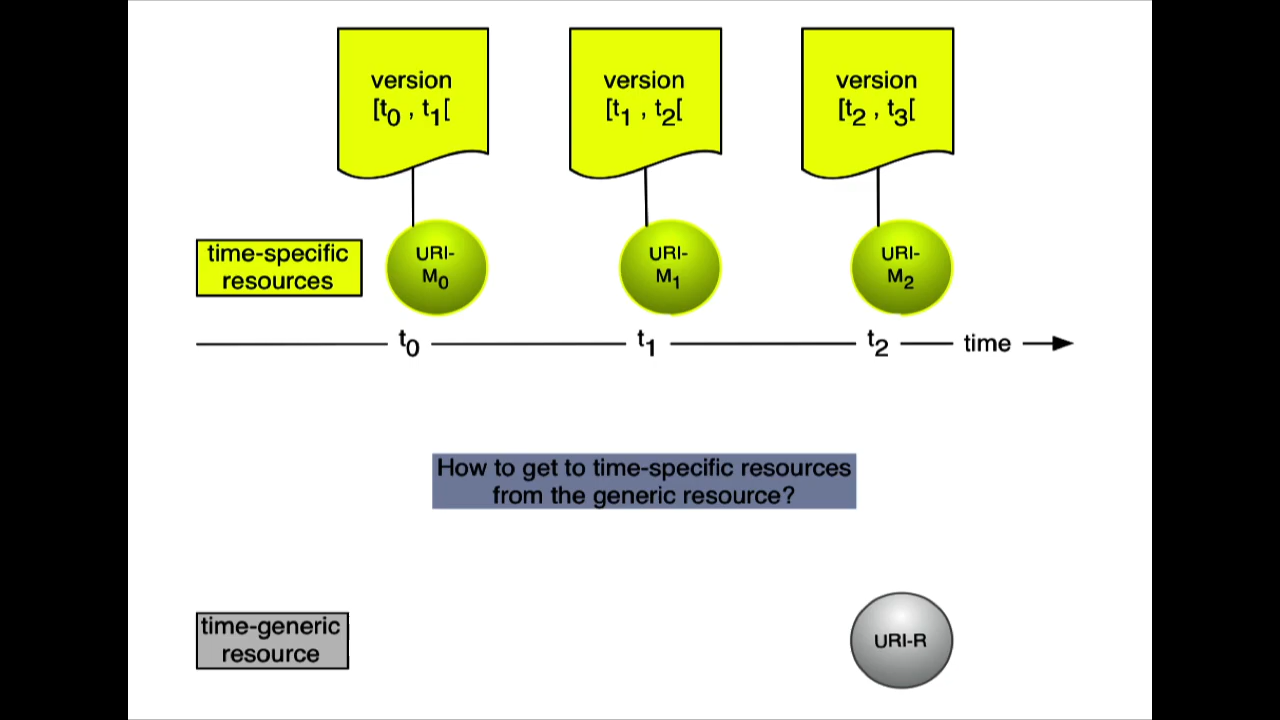 version
[t0 , t1[
version
[t1 , t2[
version
[t2 , t3[
time-specific
resources
URI-
M0
URI-
M1
URI-
M2
t0
t1
t2
time
How to get to time-specific resources
from the generic resource?
time-generic
resource
URI-R